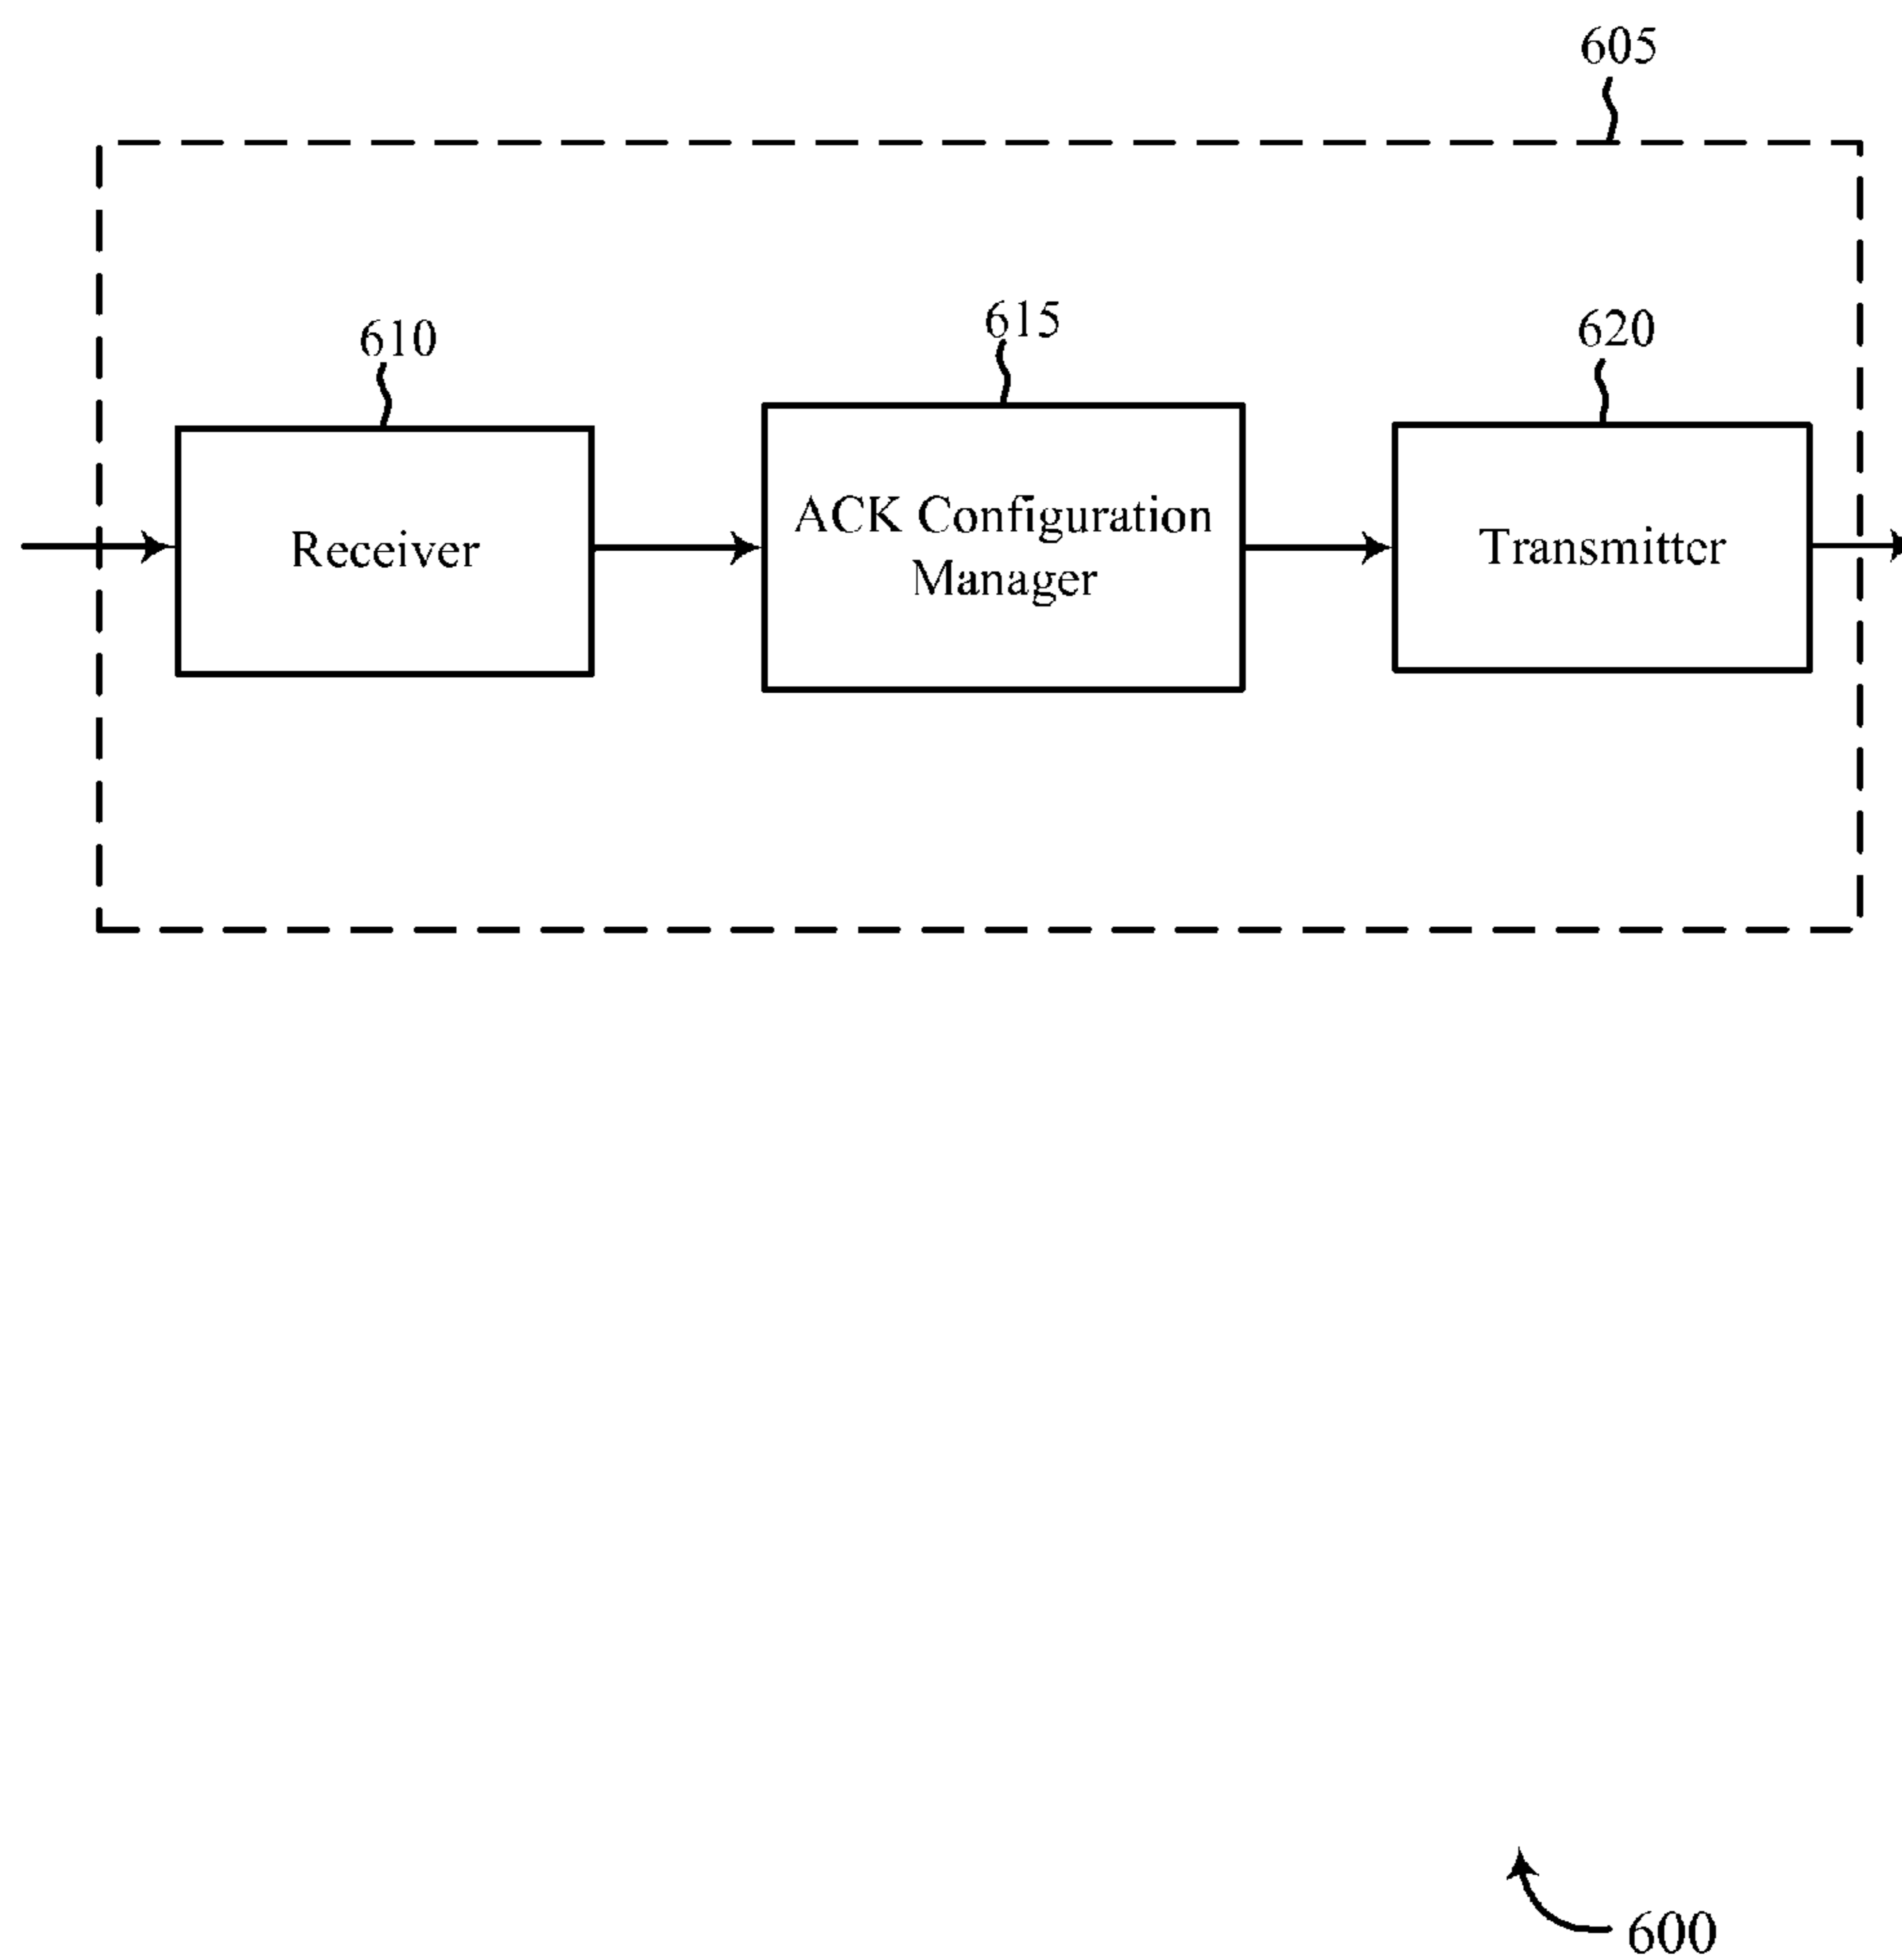 605
610
615
620
Receiver
ACK Configuration
Manager
Transmitter
600